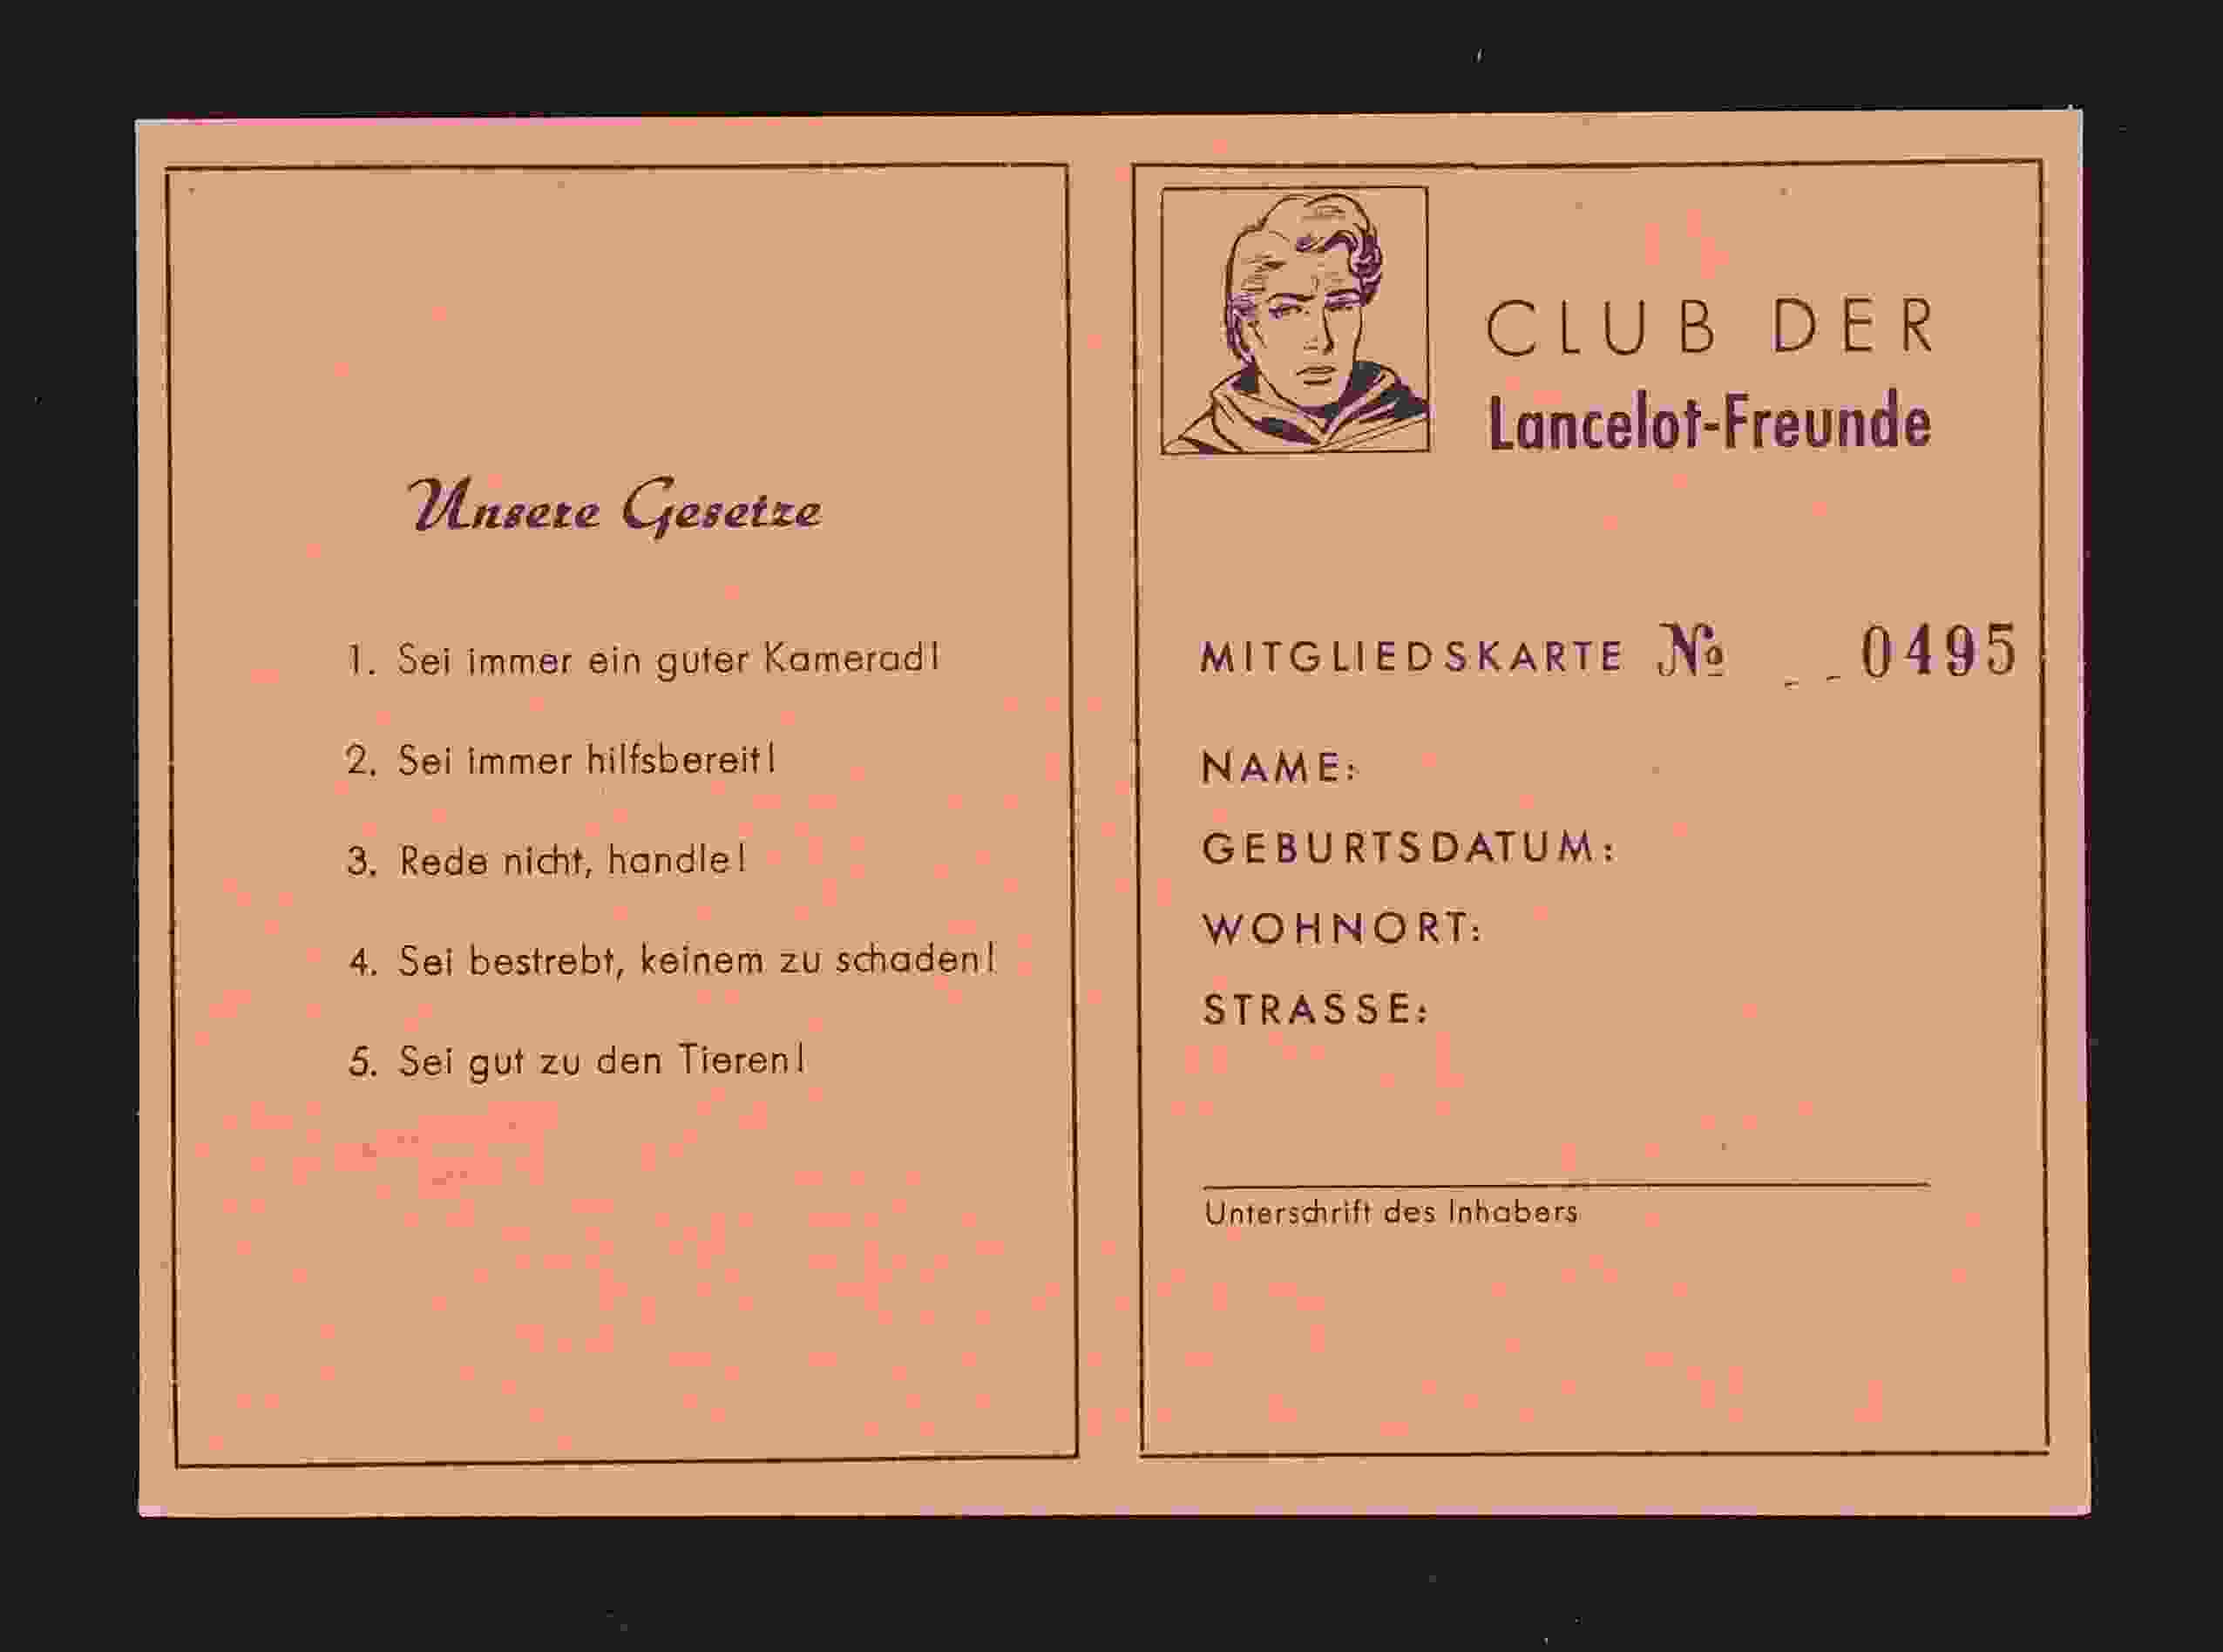 Unsere Gesetze
1. Sei immer ein guter Kamerad!
2. Sei immer hilfsbereit!
3. Rede nicht, handle!
4. Sei bestrebt, keinem zu schaden!
5. Sei gut zu den Tieren!
CLUB DER
Lancelot-Freunde
MITGLIEDSKARTE № 0495
NAME:
GEBURTSDATUM:
WOHNORT:
STRASSE:
Unterschrift des Inhabers